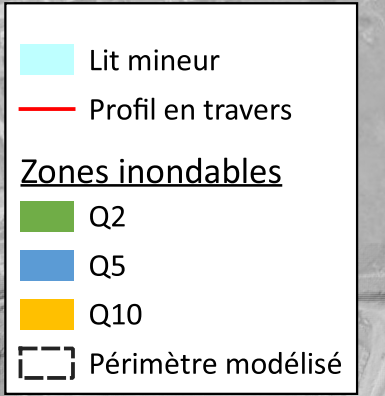 Lit mineur
Profil en travers
Zones inondables
Q2
Q5
Q10
Périmètre modélisé